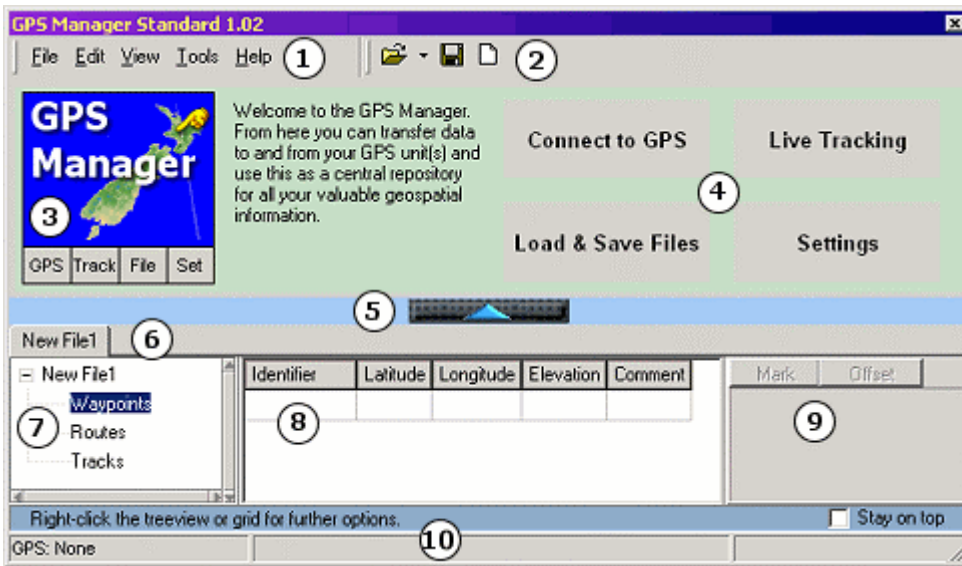 GPS Manager Standard 1.02
File Edit View Tools Help 1 2
GPS
Manager
3
GPS Track File Set
Welcome to the GPS Manager.
From here you can transfer data
to and from your GPS unit(s) and
use this as a central repository
for all your valuable geospatial
information.
Connect to GPS Live Tracking
4
Load & Save Files Settings
5
New File1 6
New File1
Waypoints
7
Routes
Tracks
Identifier Latitude Longitude Elevation Comment
8
Mark Offset
9
Right-click the treeview or grid for further options. Stay on top
GPS: None 10